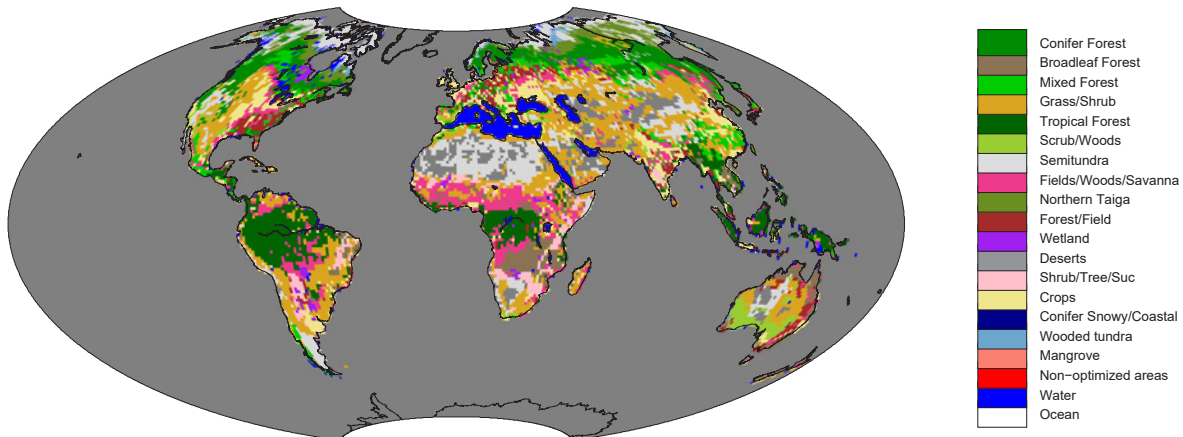 Conifer Forest
Broadleaf Forest
Mixed Forest
Grass/Shrub
Tropical Forest
Scrub/Woods
Semitundra
Fields/Woods/Savanna
Northern Taiga
Forest/Field
Wetland
Deserts
Shrub/Tree/Suc
Crops
Conifer Snowy/Coastal
Wooded tundra
Mangrove
Non−optimized areas
Water
Ocean